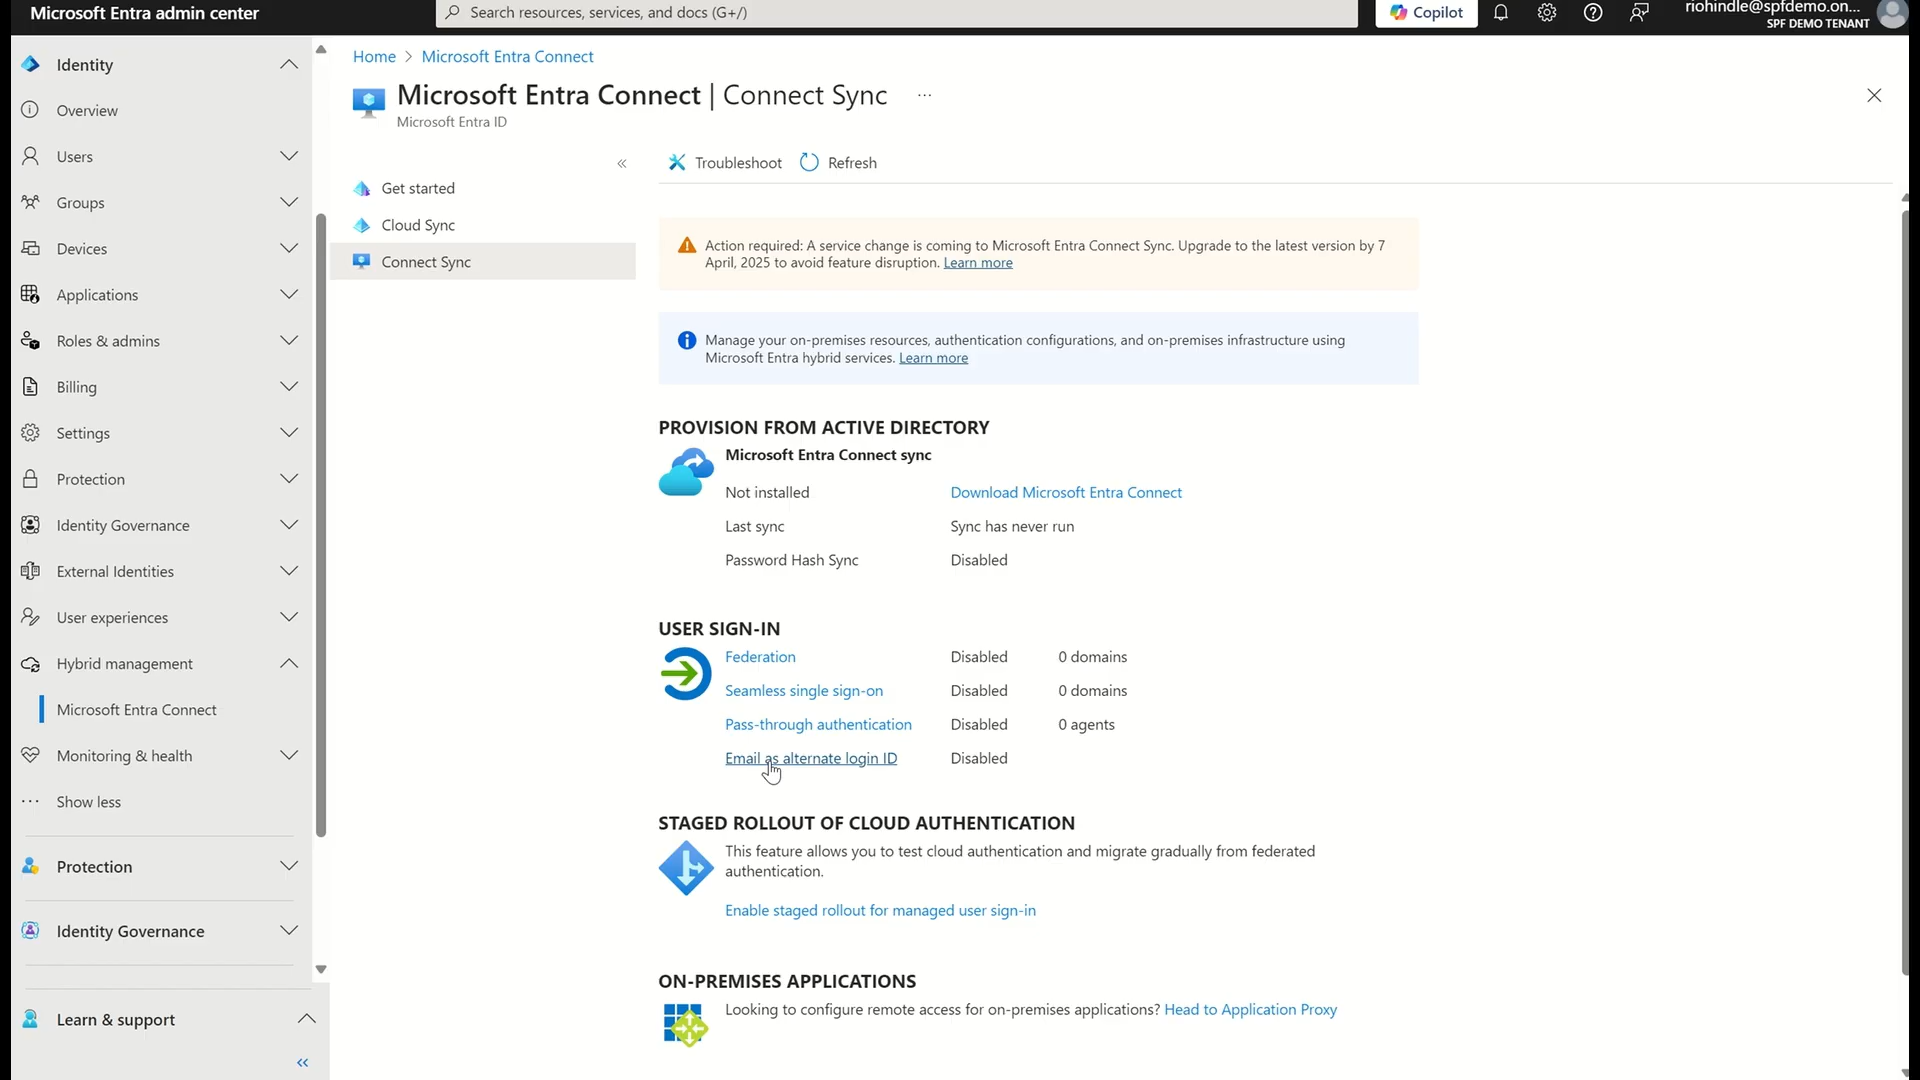 Microsoft Entra admin center
Search resources, services, and docs (G+/)
Copilot
riohindle@spfdemo.on...
SPF DEMO TENANT
Identity
Overview
Users
Groups
Devices
Applications
Roles & admins
Billing
Settings
Protection
Identity Governance
External Identities
User experiences
Hybrid management
Microsoft Entra Connect
Monitoring & health
Show less
Protection
Identity Governance
Learn & support
Home > Microsoft Entra Connect
Microsoft Entra Connect | Connect Sync ...
Microsoft Entra ID
Get started
Cloud Sync
Connect Sync
Troubleshoot Refresh
Action required: A service change is coming to Microsoft Entra Connect Sync. Upgrade to the latest version by 7
April, 2025 to avoid feature disruption. Learn more
Manage your on-premises resources, authentication configurations, and on-premises infrastructure using
Microsoft Entra hybrid services. Learn more
PROVISION FROM ACTIVE DIRECTORY
Microsoft Entra Connect sync
Not installed Download Microsoft Entra Connect
Last sync Sync has never run
Password Hash Sync Disabled
USER SIGN-IN
Federation Disabled 0 domains
Seamless single sign-on Disabled 0 domains
Pass-through authentication Disabled 0 agents
Email as alternate login ID Disabled
STAGED ROLLOUT OF CLOUD AUTHENTICATION
This feature allows you to test cloud authentication and migrate gradually from federated
authentication.
Enable staged rollout for managed user sign-in
ON-PREMISES APPLICATIONS
Looking to configure remote access for on-premises applications? Head to Application Proxy